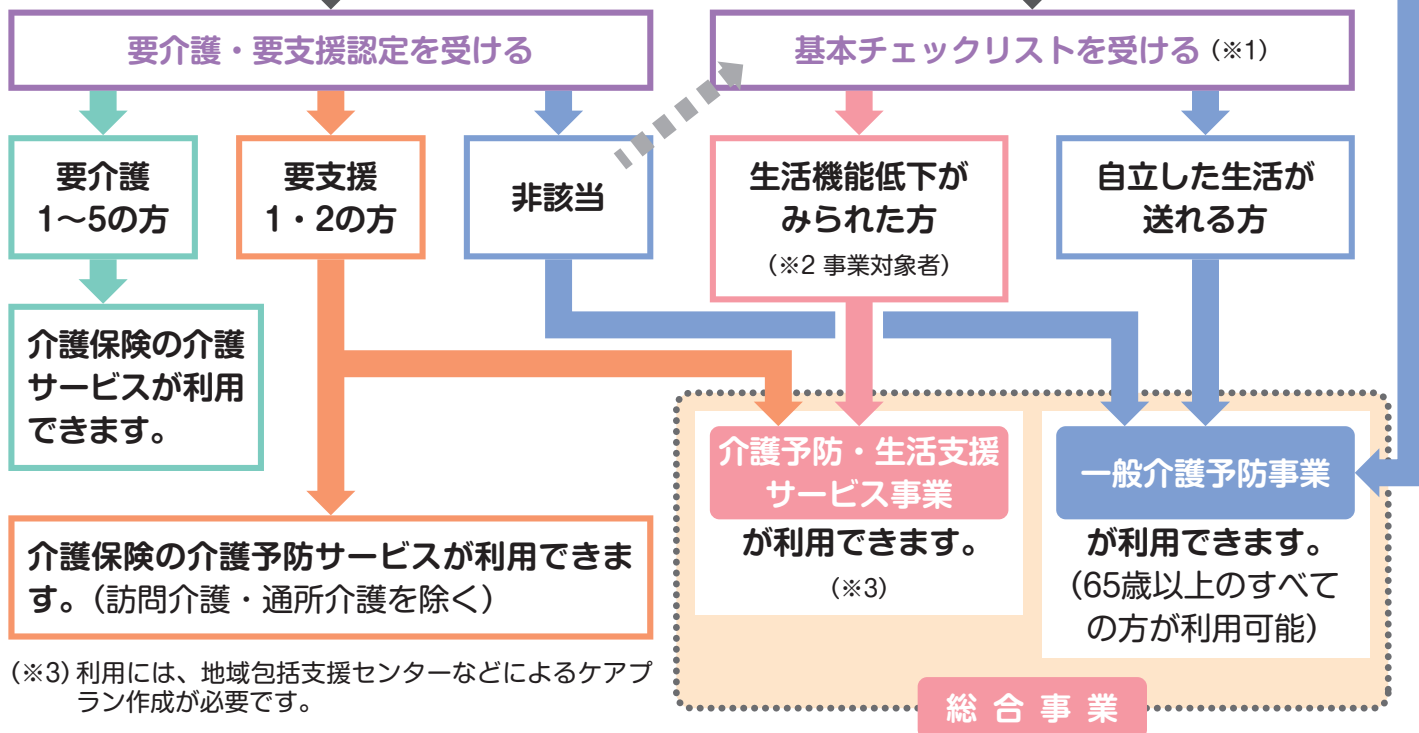 要介護・要支援認定を受ける
基本チェックリストを受ける（※1）
要介護
1〜5の方
要支援
1・2の方
非該当
生活機能低下が
みられた方
（※2 事業対象者）
自立した生活が
送れる方
介護保険の介護
サービスが利用
できます。
介護保険の介護予防サービスが利用できま
す。（訪問介護・通所介護を除く）
（※3）利用には、地域包括支援センターなどによるケアプ
ラン作成が必要です。
介護予防・生活支援
サービス事業
が利用できます。
（※3）
一般介護予防事業
が利用できます。
（65歳以上のすべて
の方が利用可能）
総合事業